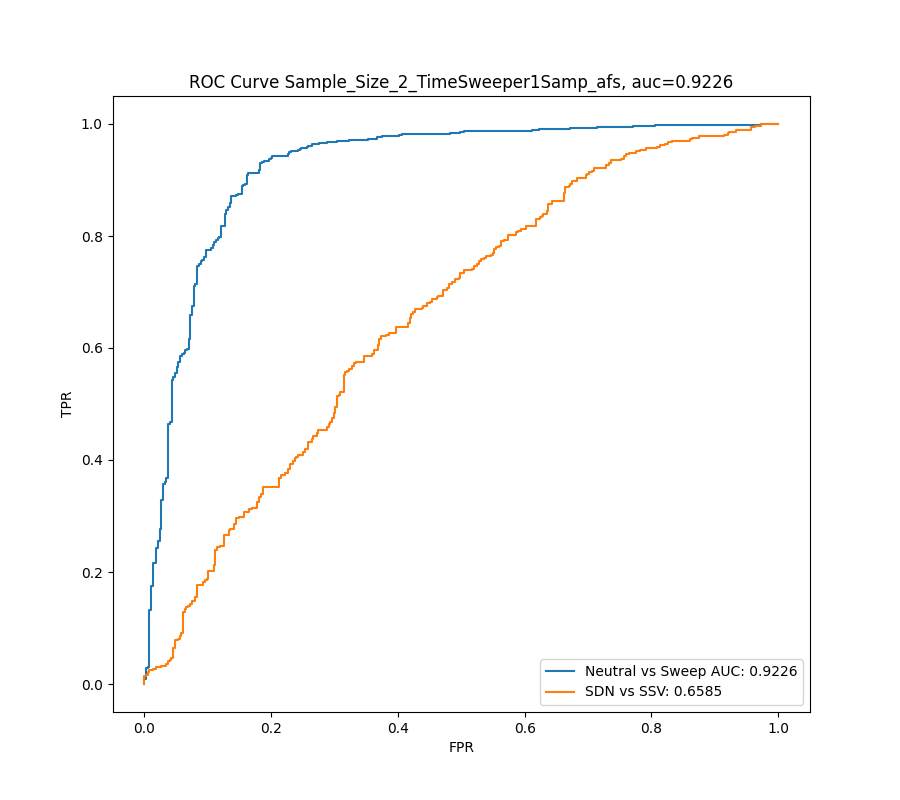 ROC Curve Sample_Size_2_TimeSweeper1Samp_afs, auc=0.9226
TPR
1.0
0.8
0.6
0.4
0.2
0.0
0.0 0.2 0.4 0.6 0.8 1.0
FPR
Neutral vs Sweep AUC: 0.9226
SDN vs SSV: 0.6585